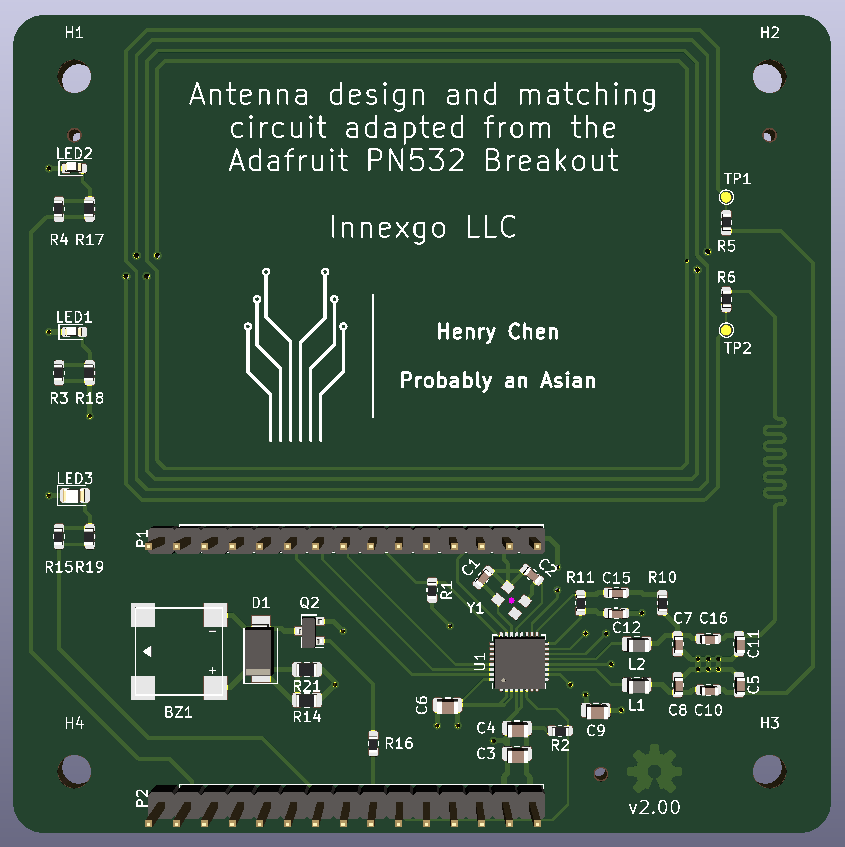 H1
H2
Antenna design and matching
circuit adapted from the
Adafruit PN532 Breakout
LED2
TP1
R4 R17
Innexgo LLC
R5
R6
LED1
Henry Chen
TP2
Probably an Asian
R3 R18
LED3
P1
R15 R19
C1
C2
R1
R11
C15
R10
D1
Q2
Y1
C12
C7
C16
C11
−
U1
L2
+
R21
L1
C5
C6
C8
C10
BZ1
R14
C9
H4
C4
R2
H3
R16
C3
P2
v2.00